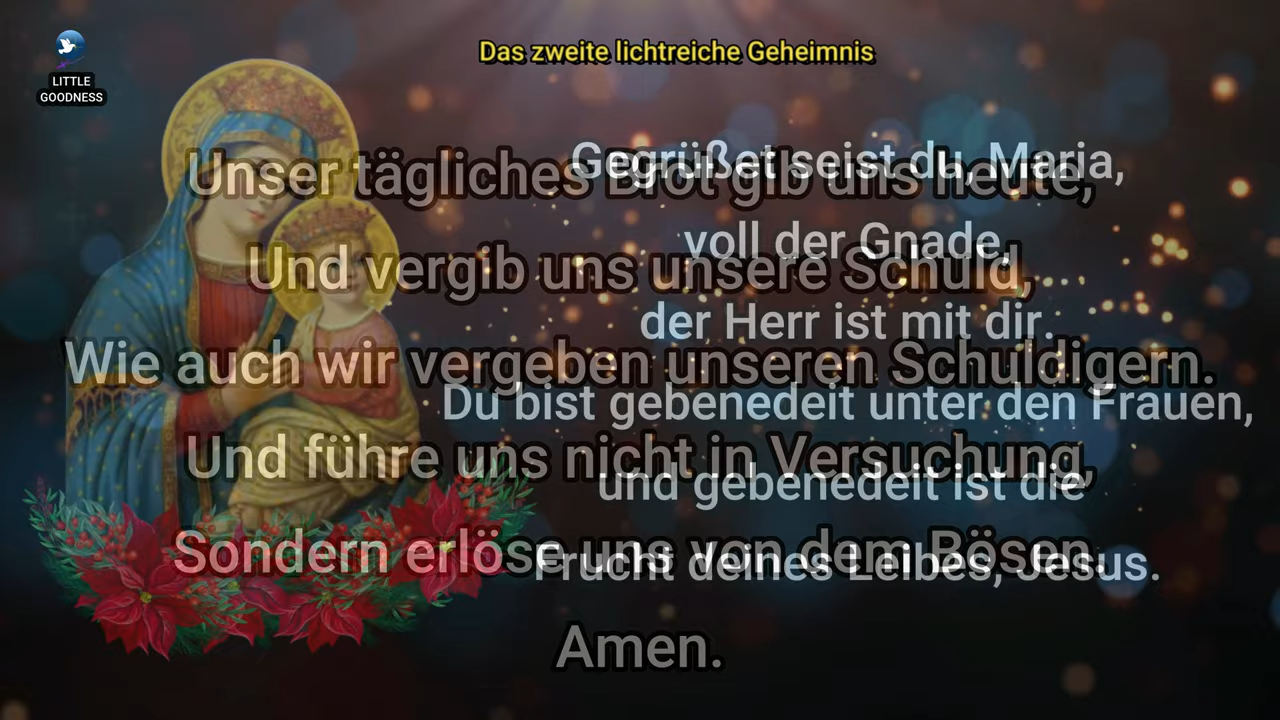 LITTLE
GOODNESS
Das zweite lichtreiche Geheimnis
Unser tägliches Brot gib uns heute,
Und vergib uns unsere Schuld,
Wie auch wir vergeben unseren Schuldigern.
Und führe uns nicht in Versuchung,
Sondern erlöse uns von dem Bösen.
Amen.
Gegrüßet seist du, Maria,
voll der Gnade,
der Herr ist mit dir.
Du bist gebenedeit unter den Frauen,
und gebenedeit ist die
Frucht deines Leibes, Jesus.